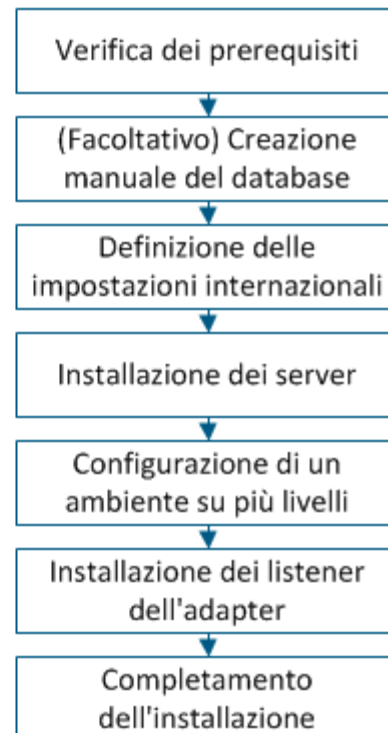 Verifica dei prerequisiti
(Facoltativo) Creazione
manuale del database
Definizione delle
impostazioni internazionali
Installazione dei server
Configurazione di un
ambiente su più livelli
Installazione dei listener
dell'adapter
Completamento
dell'installazione